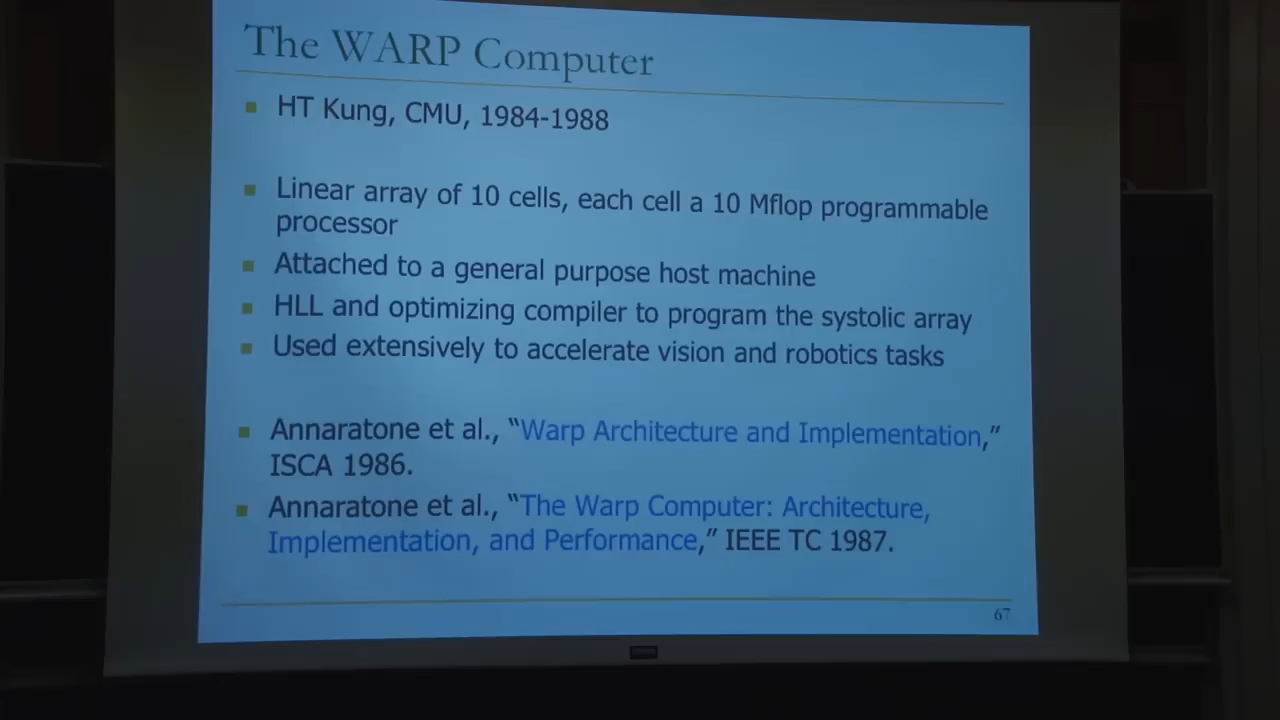 The WARP Computer
HT Kung, CMU, 1984-1988
Linear array of 10 cells, each cell a 10 Mflop programmable
processor
Attached to a general purpose host machine
HLL and optimizing compiler to program the systolic array
Used extensively to accelerate vision and robotics tasks
Annaratone et al., “Warp Architecture and Implementation,”
ISCA 1986.
Annaratone et al., “The Warp Computer: Architecture,
Implementation, and Performance,” IEEE TC 1987.
67